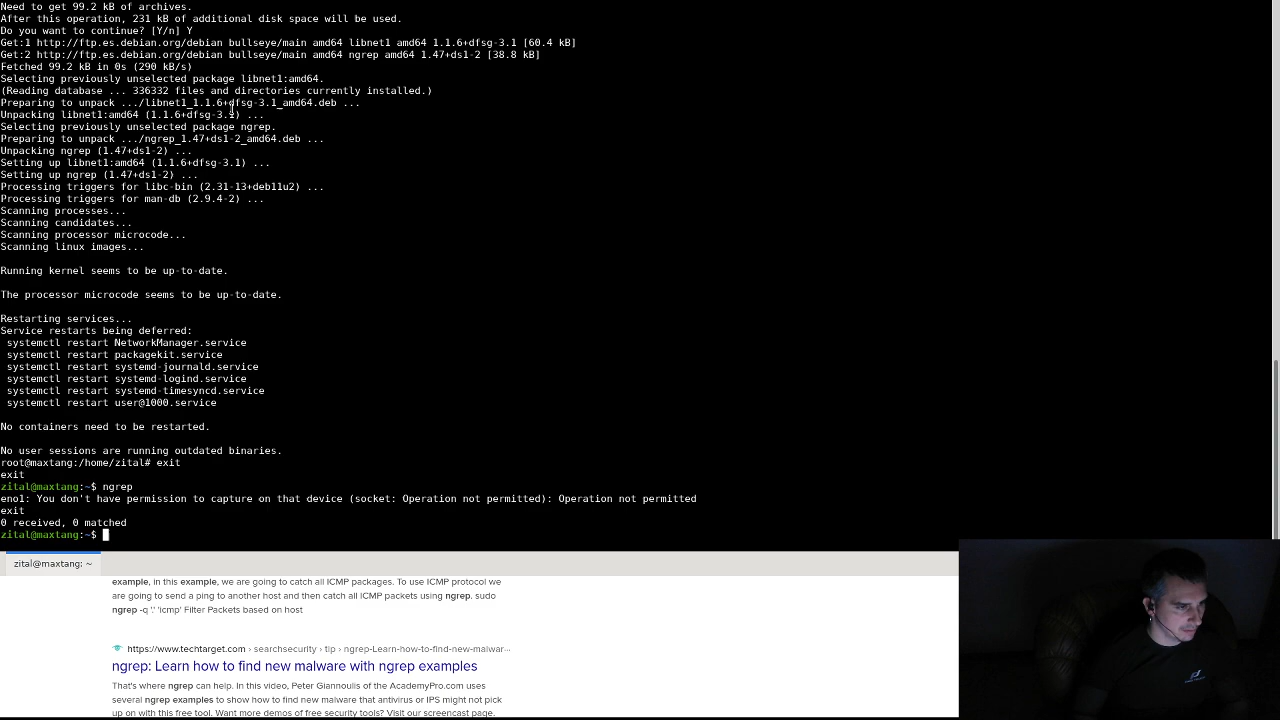 Need to get 99.2 kB of archives.
After this operation, 231 kB of additional disk space will be used.
Do you want to continue? [Y/n] Y
Get:1 http://ftp.es.debian.org/debian bullseye/main amd64 libnet1 amd64 1.1.6+dfsg-3.1 [60.4 kB]
Get:2 http://ftp.es.debian.org/debian bullseye/main amd64 ngrep amd64 1.47+ds1-2 [38.8 kB]
Fetched 99.2 kB in 0s (290 kB/s)
Selecting previously unselected package libnet1:amd64.
(Reading database ... 336332 files and directories currently installed.)
Preparing to unpack .../libnet1_1.1.6+dfsg-3.1_amd64.deb ...
Unpacking libnet1:amd64 (1.1.6+dfsg-3.1) ...
Selecting previously unselected package ngrep.
Preparing to unpack .../ngrep_1.47+ds1-2_amd64.deb ...
Unpacking ngrep (1.47+ds1-2) ...
Setting up libnet1:amd64 (1.1.6+dfsg-3.1) ...
Setting up ngrep (1.47+ds1-2) ...
Processing triggers for libc-bin (2.31-13+deb11u2) ...
Processing triggers for man-db (2.9.4-2) ...
Scanning processes...
Scanning candidates...
Scanning processor microcode...
Scanning linux images...
Running kernel seems to be up-to-date.
The processor microcode seems to be up-to-date.
Restarting services...
Service restarts being deferred:
systemctl restart NetworkManager.service
systemctl restart packagekit.service
systemctl restart systemd-journald.service
systemctl restart systemd-logind.service
systemctl restart systemd-timesyncd.service
systemctl restart user@1000.service
No containers need to be restarted.
No user sessions are running outdated binaries.
root@maxtang:/home/zital# exit
exit
zital@maxtang:~$ ngrep
eno1: You don't have permission to capture on that device (socket: Operation not permitted): Operation not permitted
exit
0 received, 0 matched
zital@maxtang:~$
zital@maxtang: ~
example, in this example, we are going to catch all ICMP packages. To use ICMP protocol we
are going to send a ping to another host and then catch all ICMP packets using ngrep. sudo
ngrep -q '.' 'icmp' Filter Packets based on host
https://www.techtarget.com › searchsecurity › tip › ngrep-Learn-how-to-find-new-malwar···
ngrep: Learn how to find new malware with ngrep examples
That's where ngrep can help. In this video, Peter Giannoulis of the AcademyPro.com uses
several ngrep examples to show how to find new malware that antivirus or IPS might not pick
up on with this free tool. Want more demos of free security tools? Visit our screencast page.